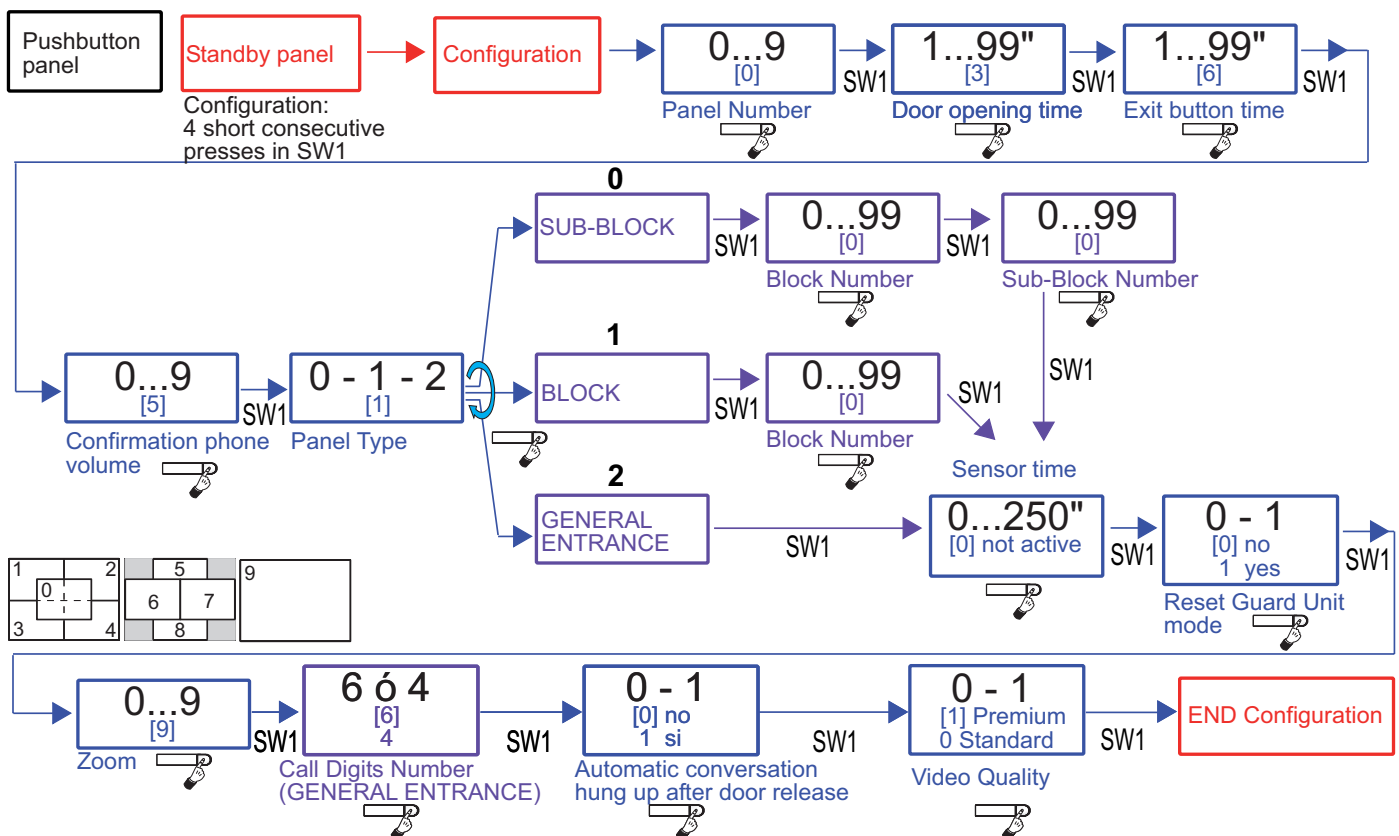 Pushbutton
panel
Standby panel
Configuration
0...9
[0]
Panel Number
SW1
1...99"
[3]
Door opening time
SW1
1...99"
[6]
Exit button time
SW1
Configuration:
4 short consecutive
presses in SW1
0...9
[5]
Confirmation phone
volume
SW1
0 - 1 - 2
[1]
Panel Type
0
SUB-BLOCK
SW1
0...99
[0]
Block Number
SW1
0...99
[0]
Sub-Block Number
SW1
1
BLOCK
SW1
0...99
[0]
Block Number
SW1
2
GENERAL
ENTRANCE
SW1
Sensor time
0...250"
[0] not active
SW1
0 - 1
[0] no
1 yes
Reset Guard Unit
mode
SW1
1 2
0
3 4
5
6 7
8
9
0...9
[9]
Zoom
SW1
6 ó 4
[6]
4
Call Digits Number
(GENERAL ENTRANCE)
SW1
0 - 1
[0] no
1 si
Automatic conversation
hung up after door release
SW1
0 - 1
[1] Premium
0 Standard
Video Quality
SW1
END Configuration